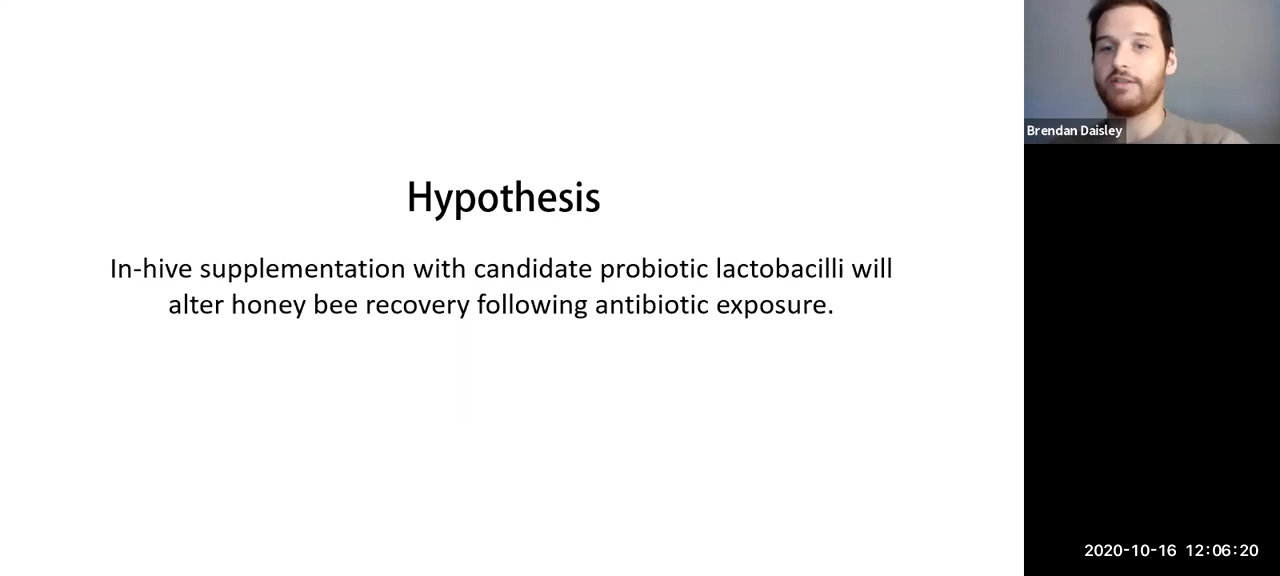 Hypothesis
In-hive supplementation with candidate probiotic lactobacilli will
alter honey bee recovery following antibiotic exposure.
Brendan Daisley
2020-10-16 12:06:20